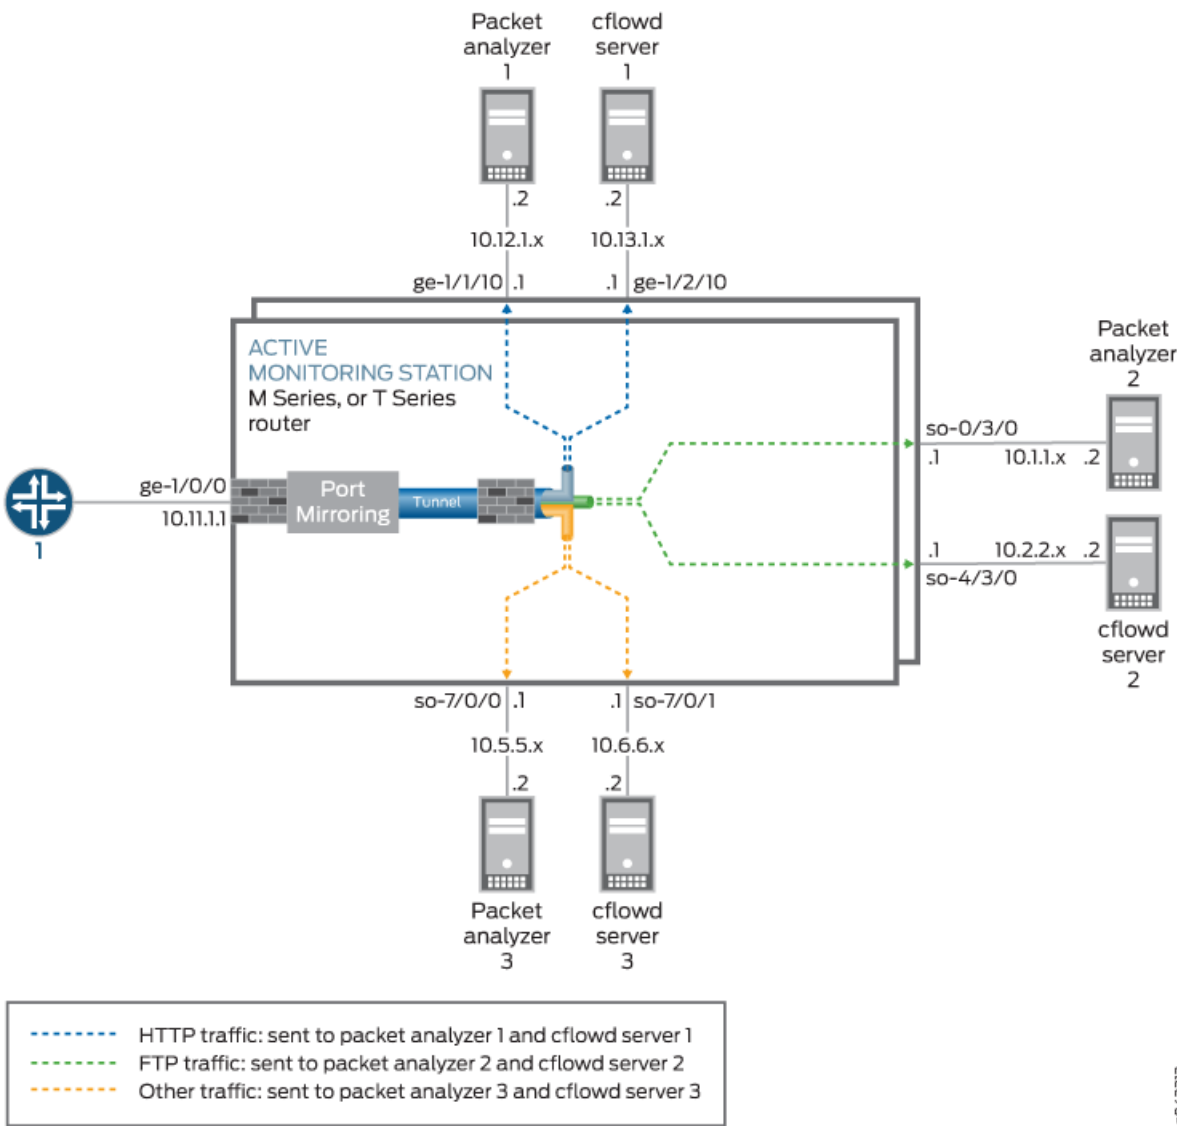 Packet
analyzer
1
cflowd
server
1
.2
.2
10.12.1.x
10.13.1.x
ge-1/1/10 .1
.1 ge-1/2/10
ACTIVE
MONITORING STATION
M Series, or T Series
router
Packet
analyzer
2
so-0/3/0
.1 10.1.1.x .2
ge-1/0/0
10.11.1.1
1
Port
Mirroring
Tunnel
.1 10.2.2.x .2
so-4/3/0
cflowd
server
2
so-7/0/0 .1
.1 so-7/0/1
10.5.5.x
10.6.6.x
.2
.2
Packet
analyzer
3
cflowd
server
3
HTTP traffic: sent to packet analyzer 1 and cflowd server 1
FTP traffic: sent to packet analyzer 2 and cflowd server 2
Other traffic: sent to packet analyzer 3 and cflowd server 3